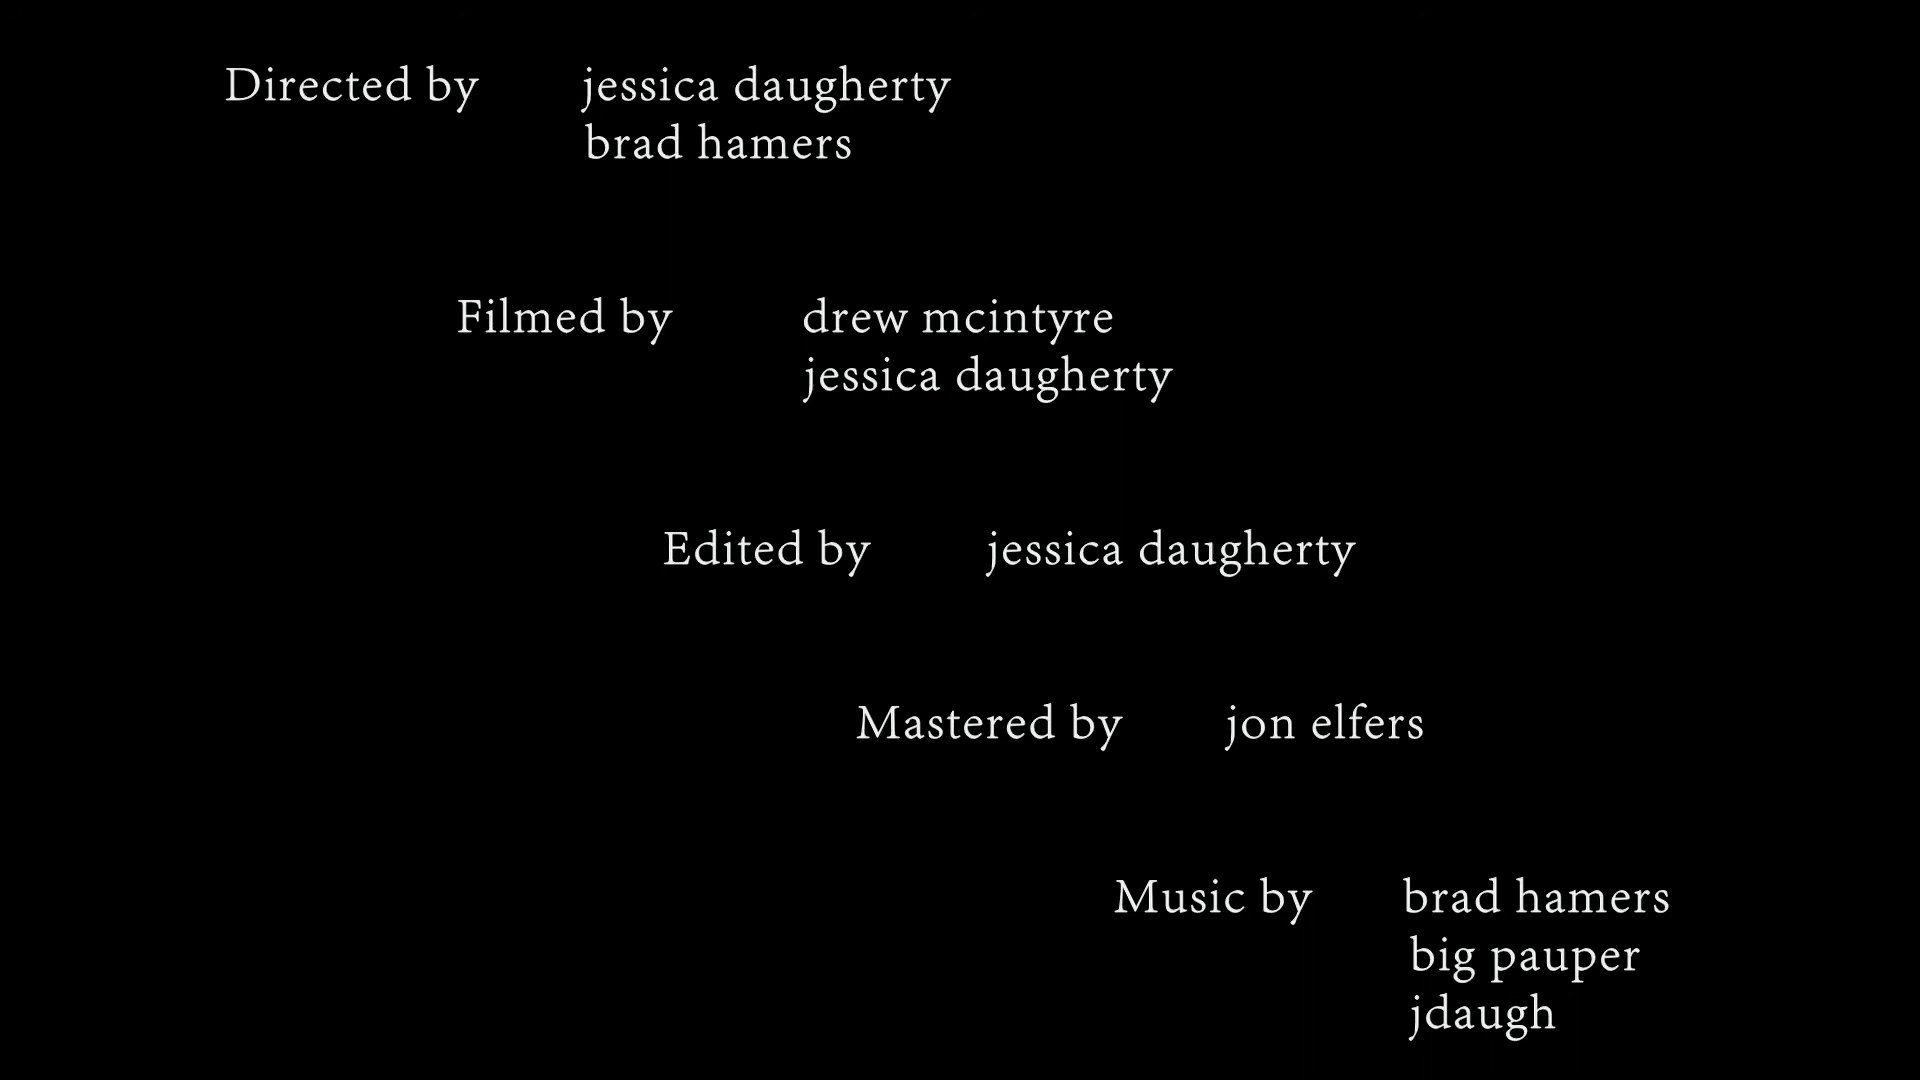 Directed by jessica daugherty
brad hamers
Filmed by drew mcintyre
jessica daugherty
Edited by jessica daugherty
Mastered by jon elfers
Music by brad hamers
big pauper
jdaugh